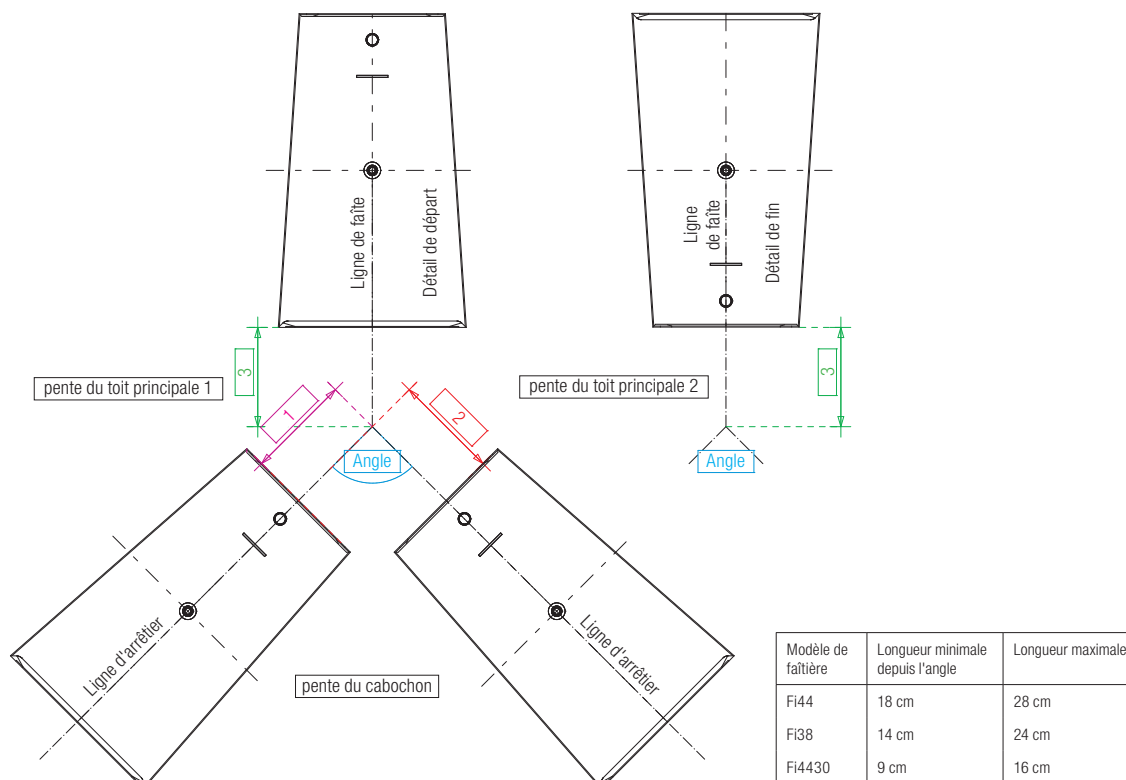 Ligne de faîte
Détail de départ
Ligne
de faîte
Détail de fin
3
pente du toit principale 1
1
2
pente du toit principale 2
3
Angle
Angle
Ligne d'arrêtier
Ligne d'arrêtier
pente du cabochon
Modèle de faîtière
Longueur minimale depuis l'angle
Longueur maximale
Fi44 18 cm 28 cm
Fi38 14 cm 24 cm
Fi4430 9 cm 16 cm